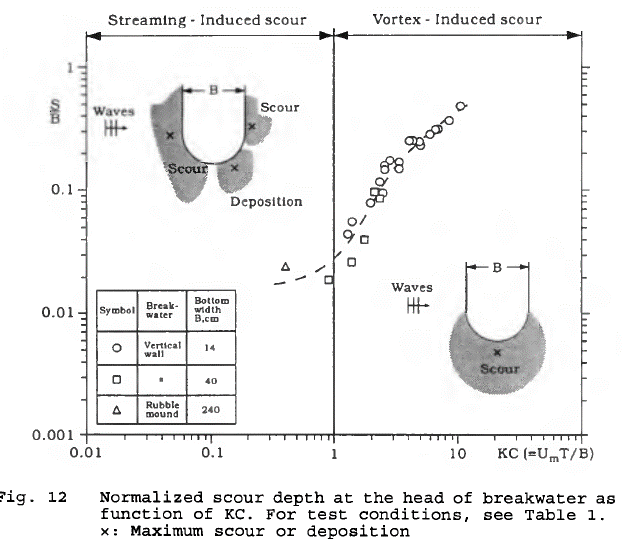 Streaming - Induced scour
Vortex - Induced scour
1
S/B
B
Waves
Scour
×
×
Scour
×
0.1
Deposition
B
Waves
0.01
×
Scour
Symbol Break-water Bottom width B,cm
○ Vertical wall 14
□ " 40
△ Rubble mound 240
0.001
0.01 0.1 1 10 KC (=UmT/B)
Fig. 12 Normalized scour depth at the head of breakwater as
function of KC. For test conditions, see Table 1.
×: Maximum scour or deposition